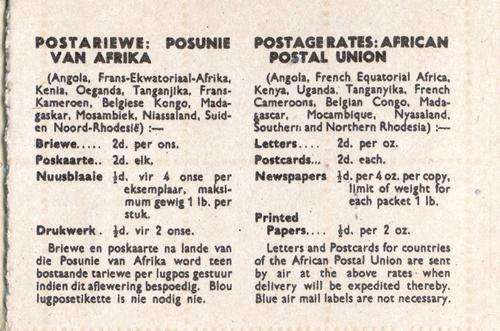 POSTARIEWE: POSUNIE
VAN AFRIKA
(Angola, Frans-Ekwatoriaal-Afrika,
Kenia, Oeganda, Tanganjika, Frans-
Kameroen, Belgiese Kongo, Mada-
gaskar, Mosambiek, Niassaland, Suid-
en Noord-Rhodesië) :—
Briewe..... 2d. per ons.
Poskaarte.. 2d. elk,
Nuusblaaie ½d. vir 4 onse per
eksemplaar, maksi-
mum gewig 1 lb. per
stuk.
Drukwerk . ½d. vir 2 onse.
Briewe en poskaarte na lande van
die Posunie van Afrika word teen
bostaande tariewe per lugpos gestuur
indien dit aflewering bespoedig. Blou
lugposetikette is nie nodig nie.
POSTAGE RATES: AFRICAN
POSTAL UNION
(Angola, French Equatorial Africa,
Kenya, Uganda, Tanganyika, French
Cameroons, Belgian Congo, Mada-
gascar, Mocambique, Nyasaland,
Southern and Northern Rhodesia) :—
Letters.... 2d. per oz.
Postcards... 2d. each.
Newspapers ½d. per 4 oz. per copy,
limit of weight for
each packet 1 lb.
Printed
Papers.... ½d. per 2 oz.
Letters and Postcards for countries
of the African Postal Union are sent
by air at the above rates when
delivery will be expedited thereby.
Blue air mail labels are not necessary.